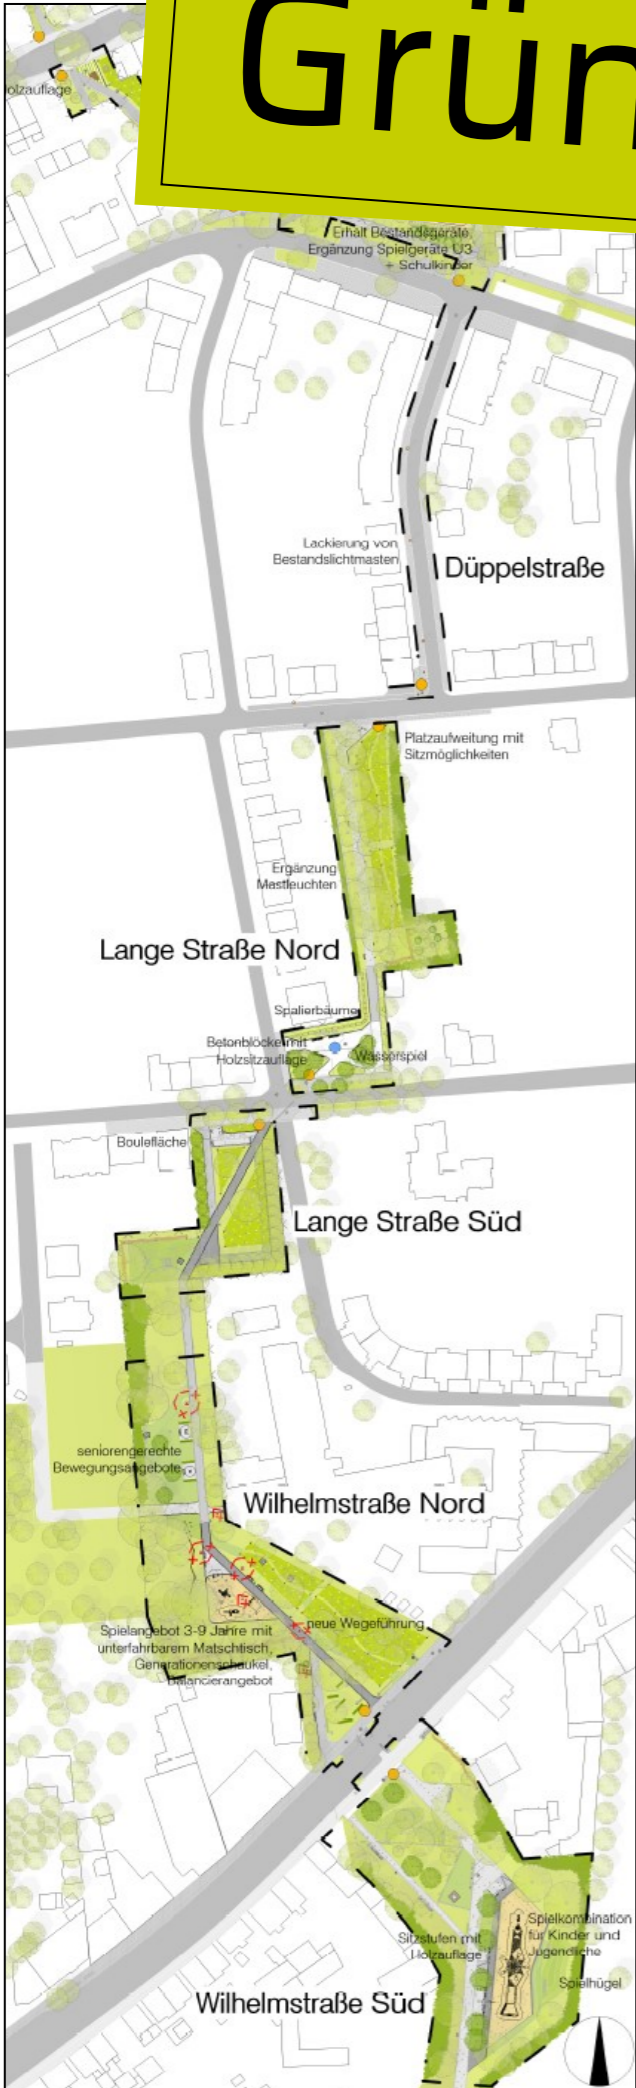 Grün
olzauflage
Erhalt Bestandsgeräte,
Ergänzung Spielgeräte U3
+ Schulkinder
Lackierung von
Bestandslichtmasten
Düppelstraße
Platzaufweitung mit
Sitzmöglichkeiten
Ergänzung
Mastleuchten
Lange Straße Nord
Spalierbäume
Betonblöcke mit
Holzsitzauflage
Wasserspiel
Boulefläche
Lange Straße Süd
seniorengerechte
Bewegungsangebote
Wilhelmstraße Nord
neue Wegeführung
Spielangebot 3-9 Jahre mit
unterfahrbarem Matschtisch,
Generationenschaukel,
Balancierangebot
Spielkombination
für Kinder und
Jugendliche
Sitzstufen mit
Holzauflage
Spielhügel
Wilhelmstraße Süd